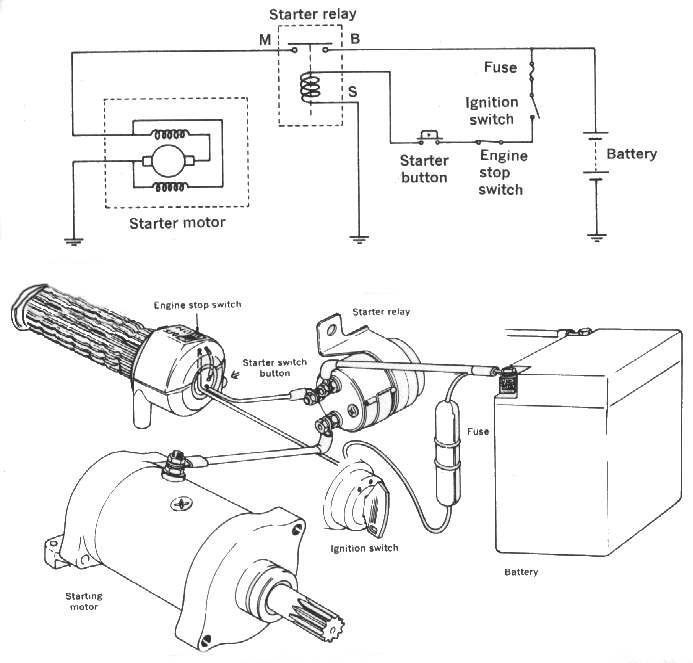 Starter relay
M
B
S
Fuse
Ignition
switch
Starter
button
Engine
stop
switch
Battery
Starter motor
Engine stop switch
Starter relay
Starter switch
button
Fuse
Ignition switch
Battery
Starting
motor